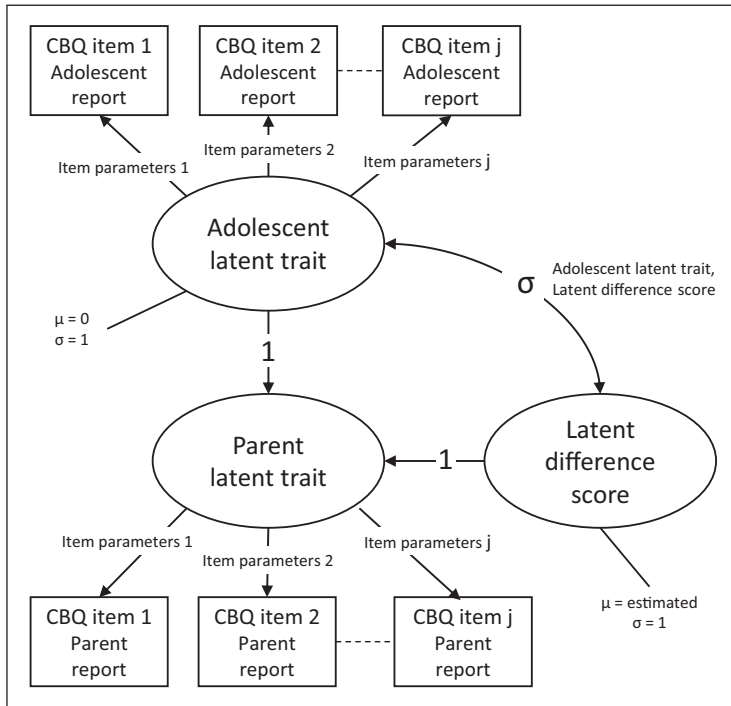 CBQ item 1
Adolescent
report
CBQ item 2
Adolescent
report
CBQ item j
Adolescent
report
Item parameters 1
Item parameters 2
Item parameters j
Adolescent
latent trait
σ
Adolescent latent trait,
Latent difference score
μ = 0
σ = 1
1
Parent
latent trait
1
Latent
difference
score
Item parameters 1
Item parameters 2
Item parameters j
μ = estimated
σ = 1
CBQ item 1
Parent
report
CBQ item 2
Parent
report
CBQ item j
Parent
report